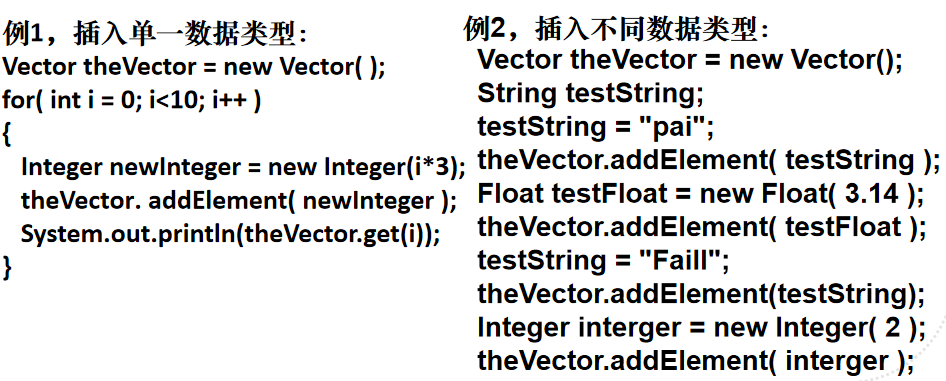 例1，插入单一数据类型：
Vector theVector = new Vector( );
for( int i = 0; i<10; i++ )
{
Integer newInteger = new Integer(i*3);
theVector. addElement( newInteger );
System.out.println(theVector.get(i));
}
例2，插入不同数据类型：
Vector theVector = new Vector();
String testString;
testString = "pai";
theVector.addElement( testString );
Float testFloat = new Float( 3.14 );
theVector.addElement( testFloat );
testString = "Faill";
theVector.addElement(testString);
Integer interger = new Integer( 2 );
theVector.addElement( interger );